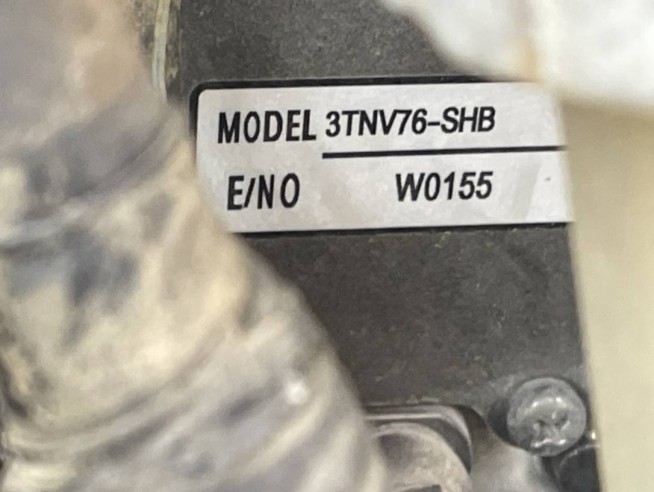 MODEL 3TNV76-SHB
E/NO W0155